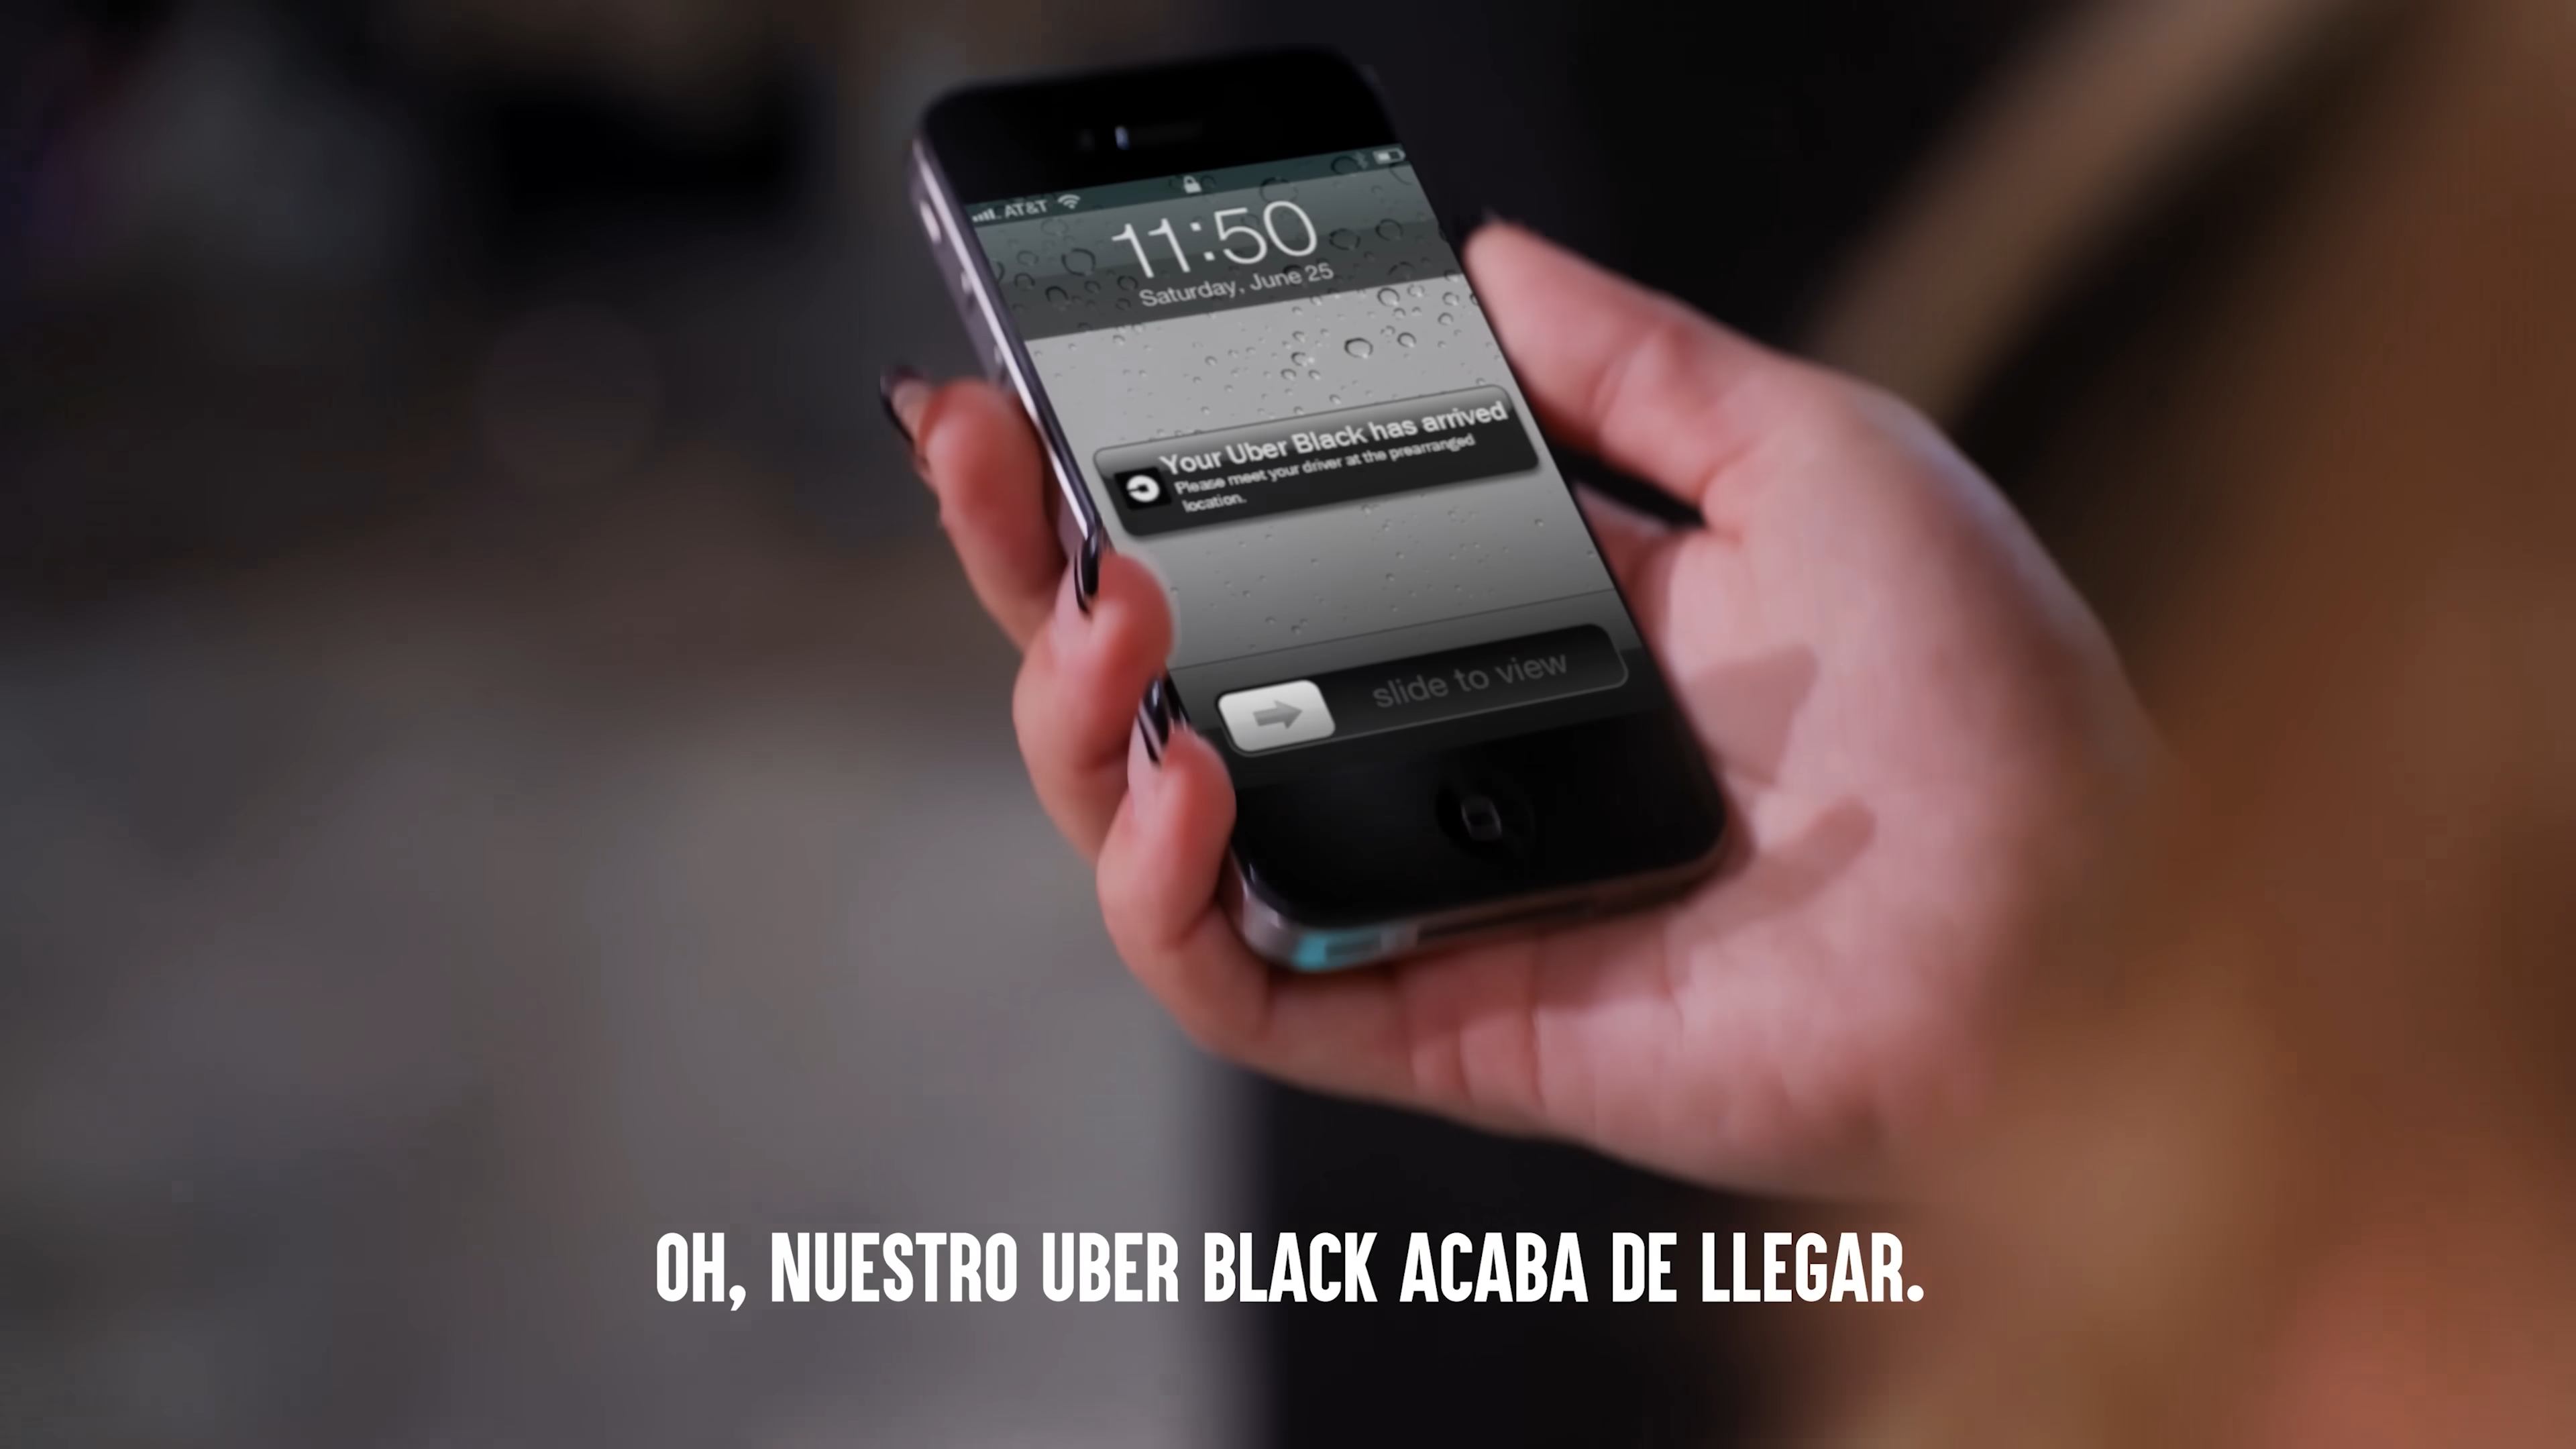 AT&T
11:50
Saturday, June 25
Your Uber Black has arrived
Please meet your driver at the prearranged
location.
slide to view
OH, NUESTRO UBER BLACK ACABA DE LLEGAR.